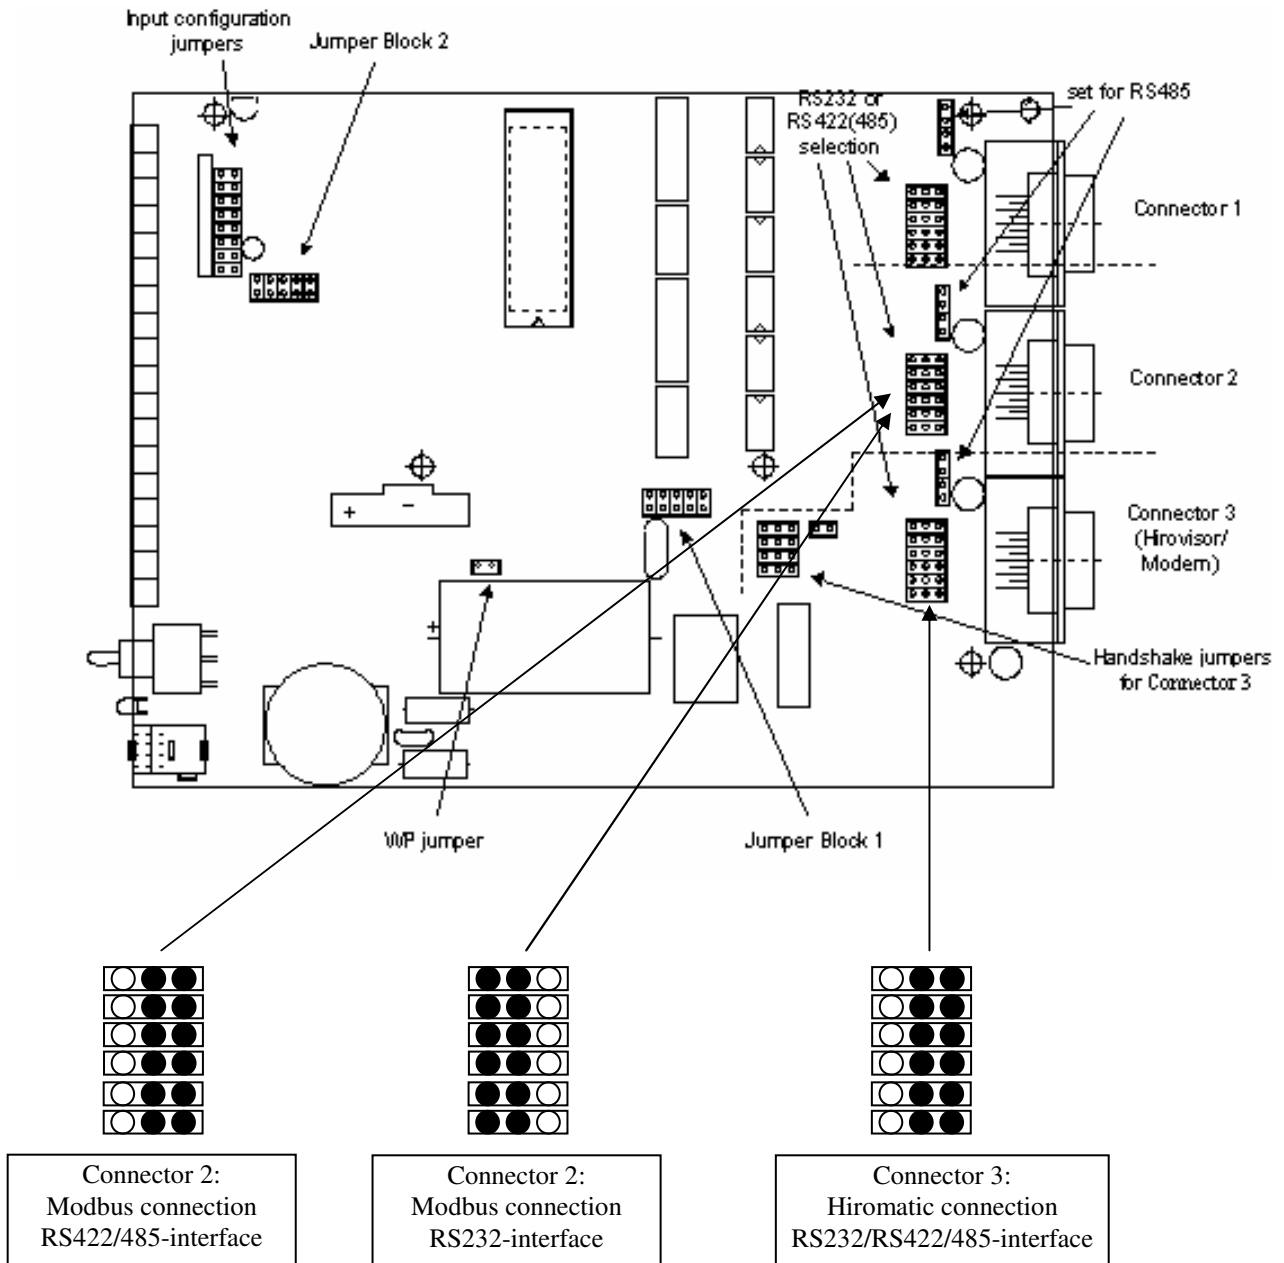 Input configuration
jumpers
Jumper Block 2
RS232 or
RS422(485)
selection
set for RS485
Connector 1
Connector 2
Connector 3
(Hirovisor/
Modem)
+
-
+
Handshake jumpers
for Connector 3
WP jumper
Jumper Block 1
Connector 2:
Modbus connection
RS422/485-interface
Connector 2:
Modbus connection
RS232-interface
Connector 3:
Hiromatic connection
RS232/RS422/485-interface